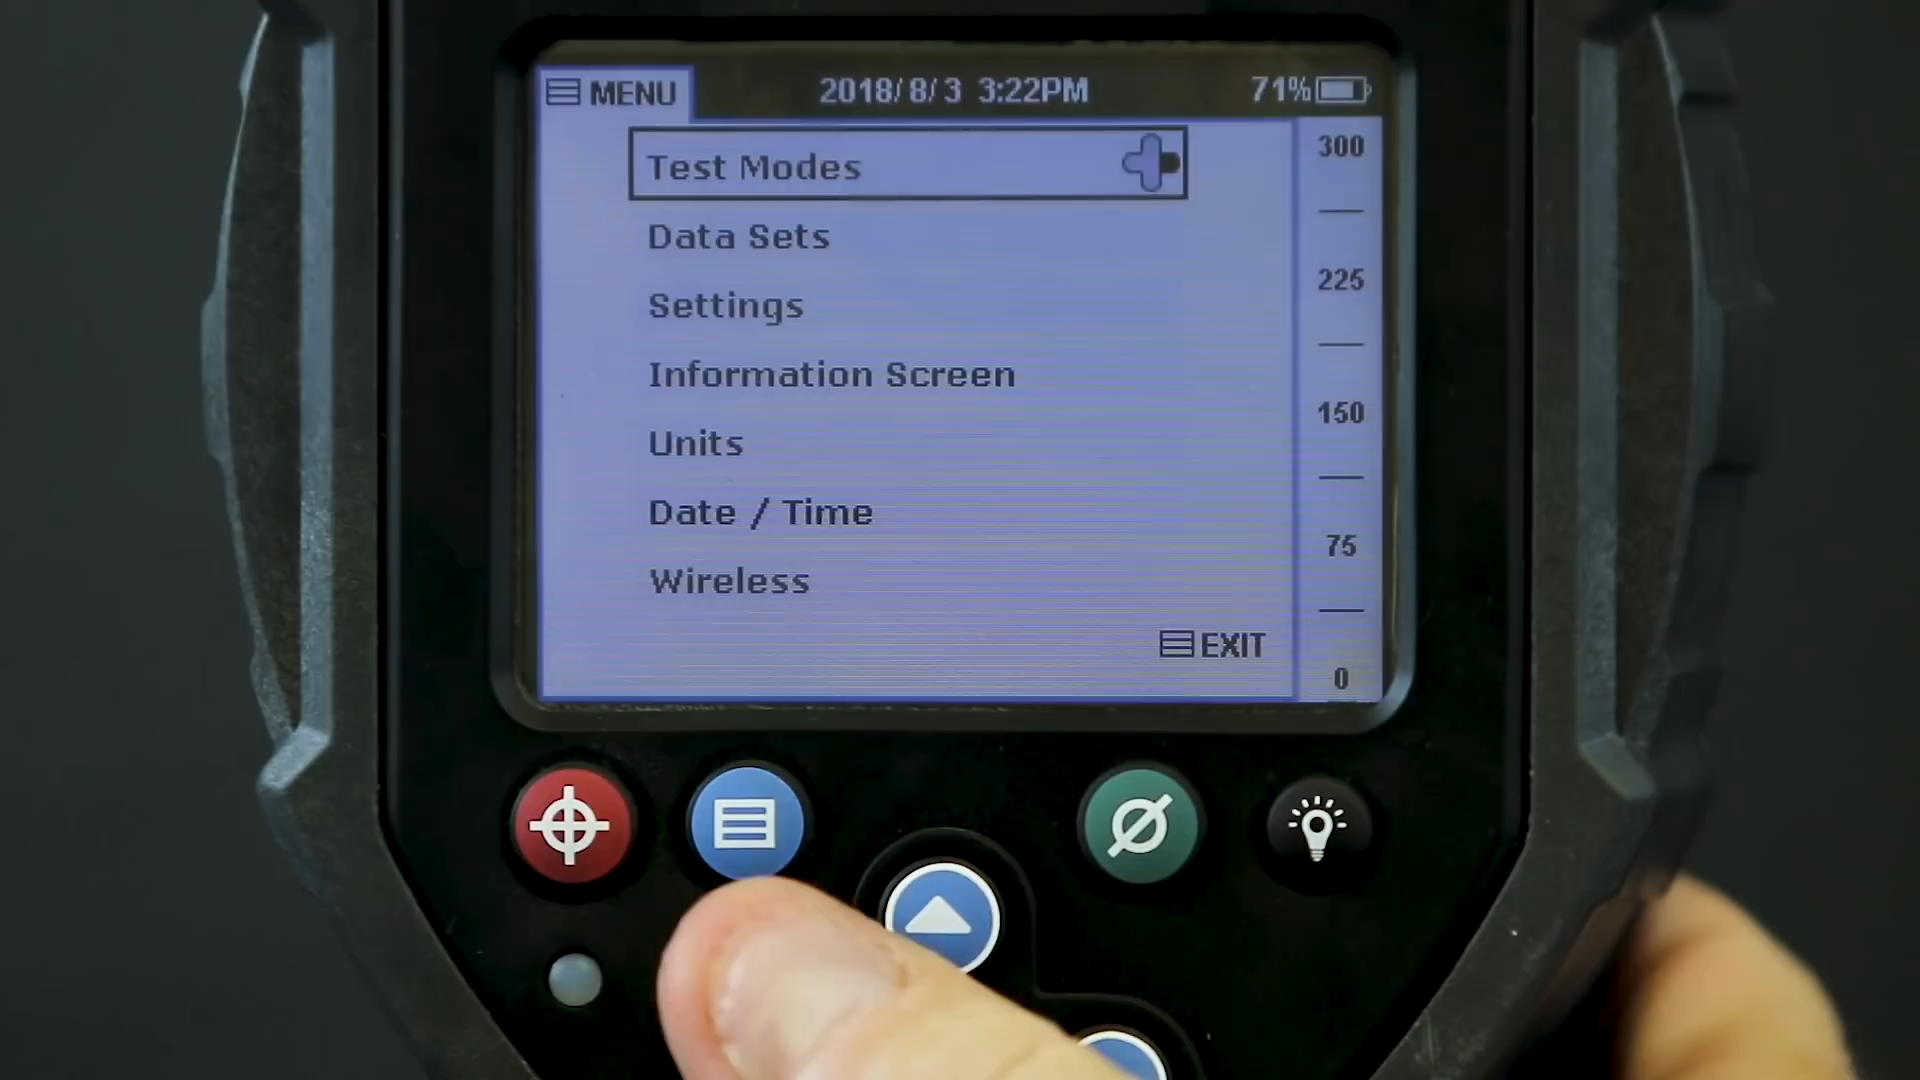 MENU 2018/ 8/ 3 3:22PM 71%
Test Modes
Data Sets
Settings
Information Screen
Units
Date / Time
Wireless
EXIT
300
225
150
75
0